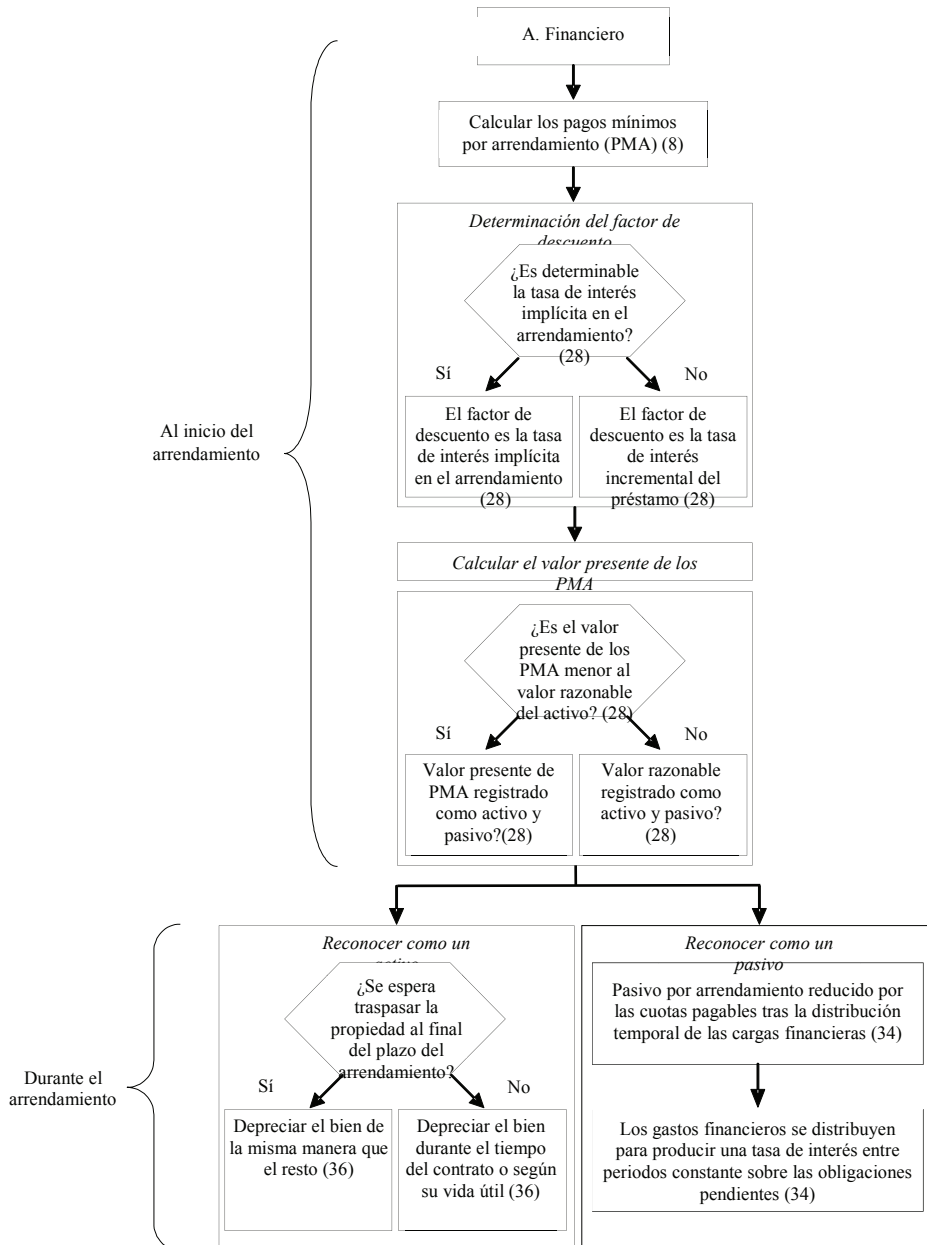 A. Financiero
Calcular los pagos mínimos
por arrendamiento (PMA) (8)
Determinación del factor de
descuento
¿Es determinable
la tasa de interés
implícita en el
arrendamiento?
(28)
Sí
No
El factor de
descuento es la tasa
de interés implícita
en el arrendamiento
(28)
El factor de
descuento es la tasa
de interés
incremental del
préstamo (28)
Al inicio del
arrendamiento
Calcular el valor presente de los
PMA
¿Es el valor
presente de los
PMA menor al
valor razonable
del activo? (28)
Sí
No
Valor presente de
PMA registrado
como activo y
pasivo?(28)
Valor razonable
registrado como
activo y pasivo?
(28)
Reconocer como un
activo
¿Se espera
traspasar la
propiedad al final
del plazo del
arrendamiento?
Sí
No
Depreciar el bien de
la misma manera que
el resto (36)
Depreciar el bien
durante el tiempo
del contrato o según
su vida útil (36)
Reconocer como un
pasivo
Pasivo por arrendamiento reducido por
las cuotas pagables tras la distribución
temporal de las cargas financieras (34)
Los gastos financieros se distribuyen
para producir una tasa de interés entre
periodos constante sobre las obligaciones
pendientes (34)
Durante el
arrendamiento